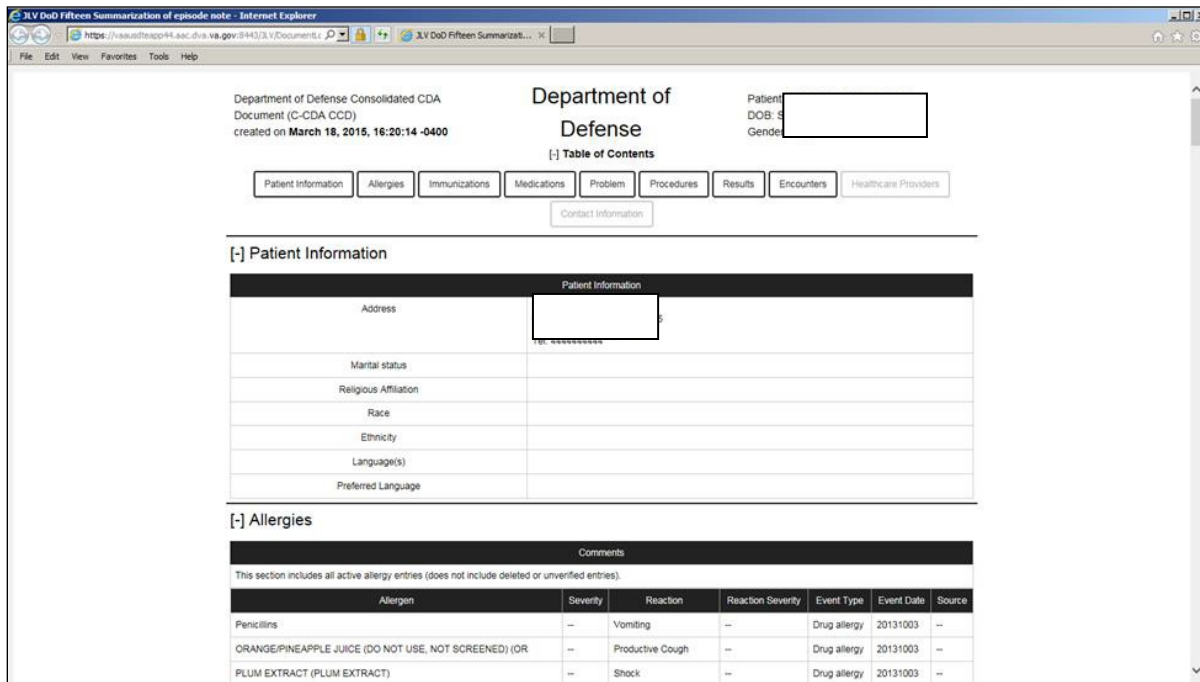 JLV DoD Fifteen Summarization of episode note - Internet Explorer
JLV DoD Fifteen Summarizati...
File Edit View Favorites Tools Help
Department of Defense Consolidated CDA
Document (C-CDA CCD)
created on March 18, 2015, 16:20:14 -0400
Department of
Defense
Patient
DOB: S
Gender
[-] Table of Contents
Patient Information Allergies Immunizations Medications Problem Procedures Results Encounters Healthcare Providers
Contact Information
[-] Patient Information
Patient Information
Address
Marital status
Religious Affiliation
Race
Ethnicity
Language(s)
Preferred Language
[-] Allergies
Comments
This section includes all active allergy entries (does not include deleted or unverified entries).
Allergen Severity Reaction Reaction Severity Event Type Event Date Source
Penicillins -- Vomiting -- Drug allergy 20131003 --
ORANGE/PINEAPPLE JUICE (DO NOT USE, NOT SCREENED) (OR -- Productive Cough -- Drug allergy 20131003 --
PLUM EXTRACT (PLUM EXTRACT) -- Shock -- Drug allergy 20131003 --